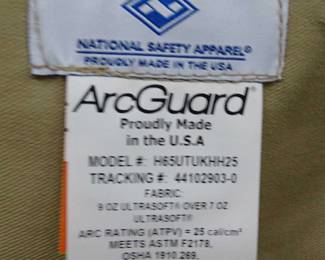 NATIONAL SAFETY APPAREL®
PROUDLY MADE IN THE USA
ArcGuard®
Proudly Made
in the U.S.A
MODEL #: H65UTUKHH25
TRACKING #: 44102903-0
FABRIC:
9 OZ ULTRASOFT® OVER 7 OZ
ULTRASOFT®
ARC RATING (ATPV) = 25 cal/cm²
MEETS ASTM F2178,
OSHA 1910.269,